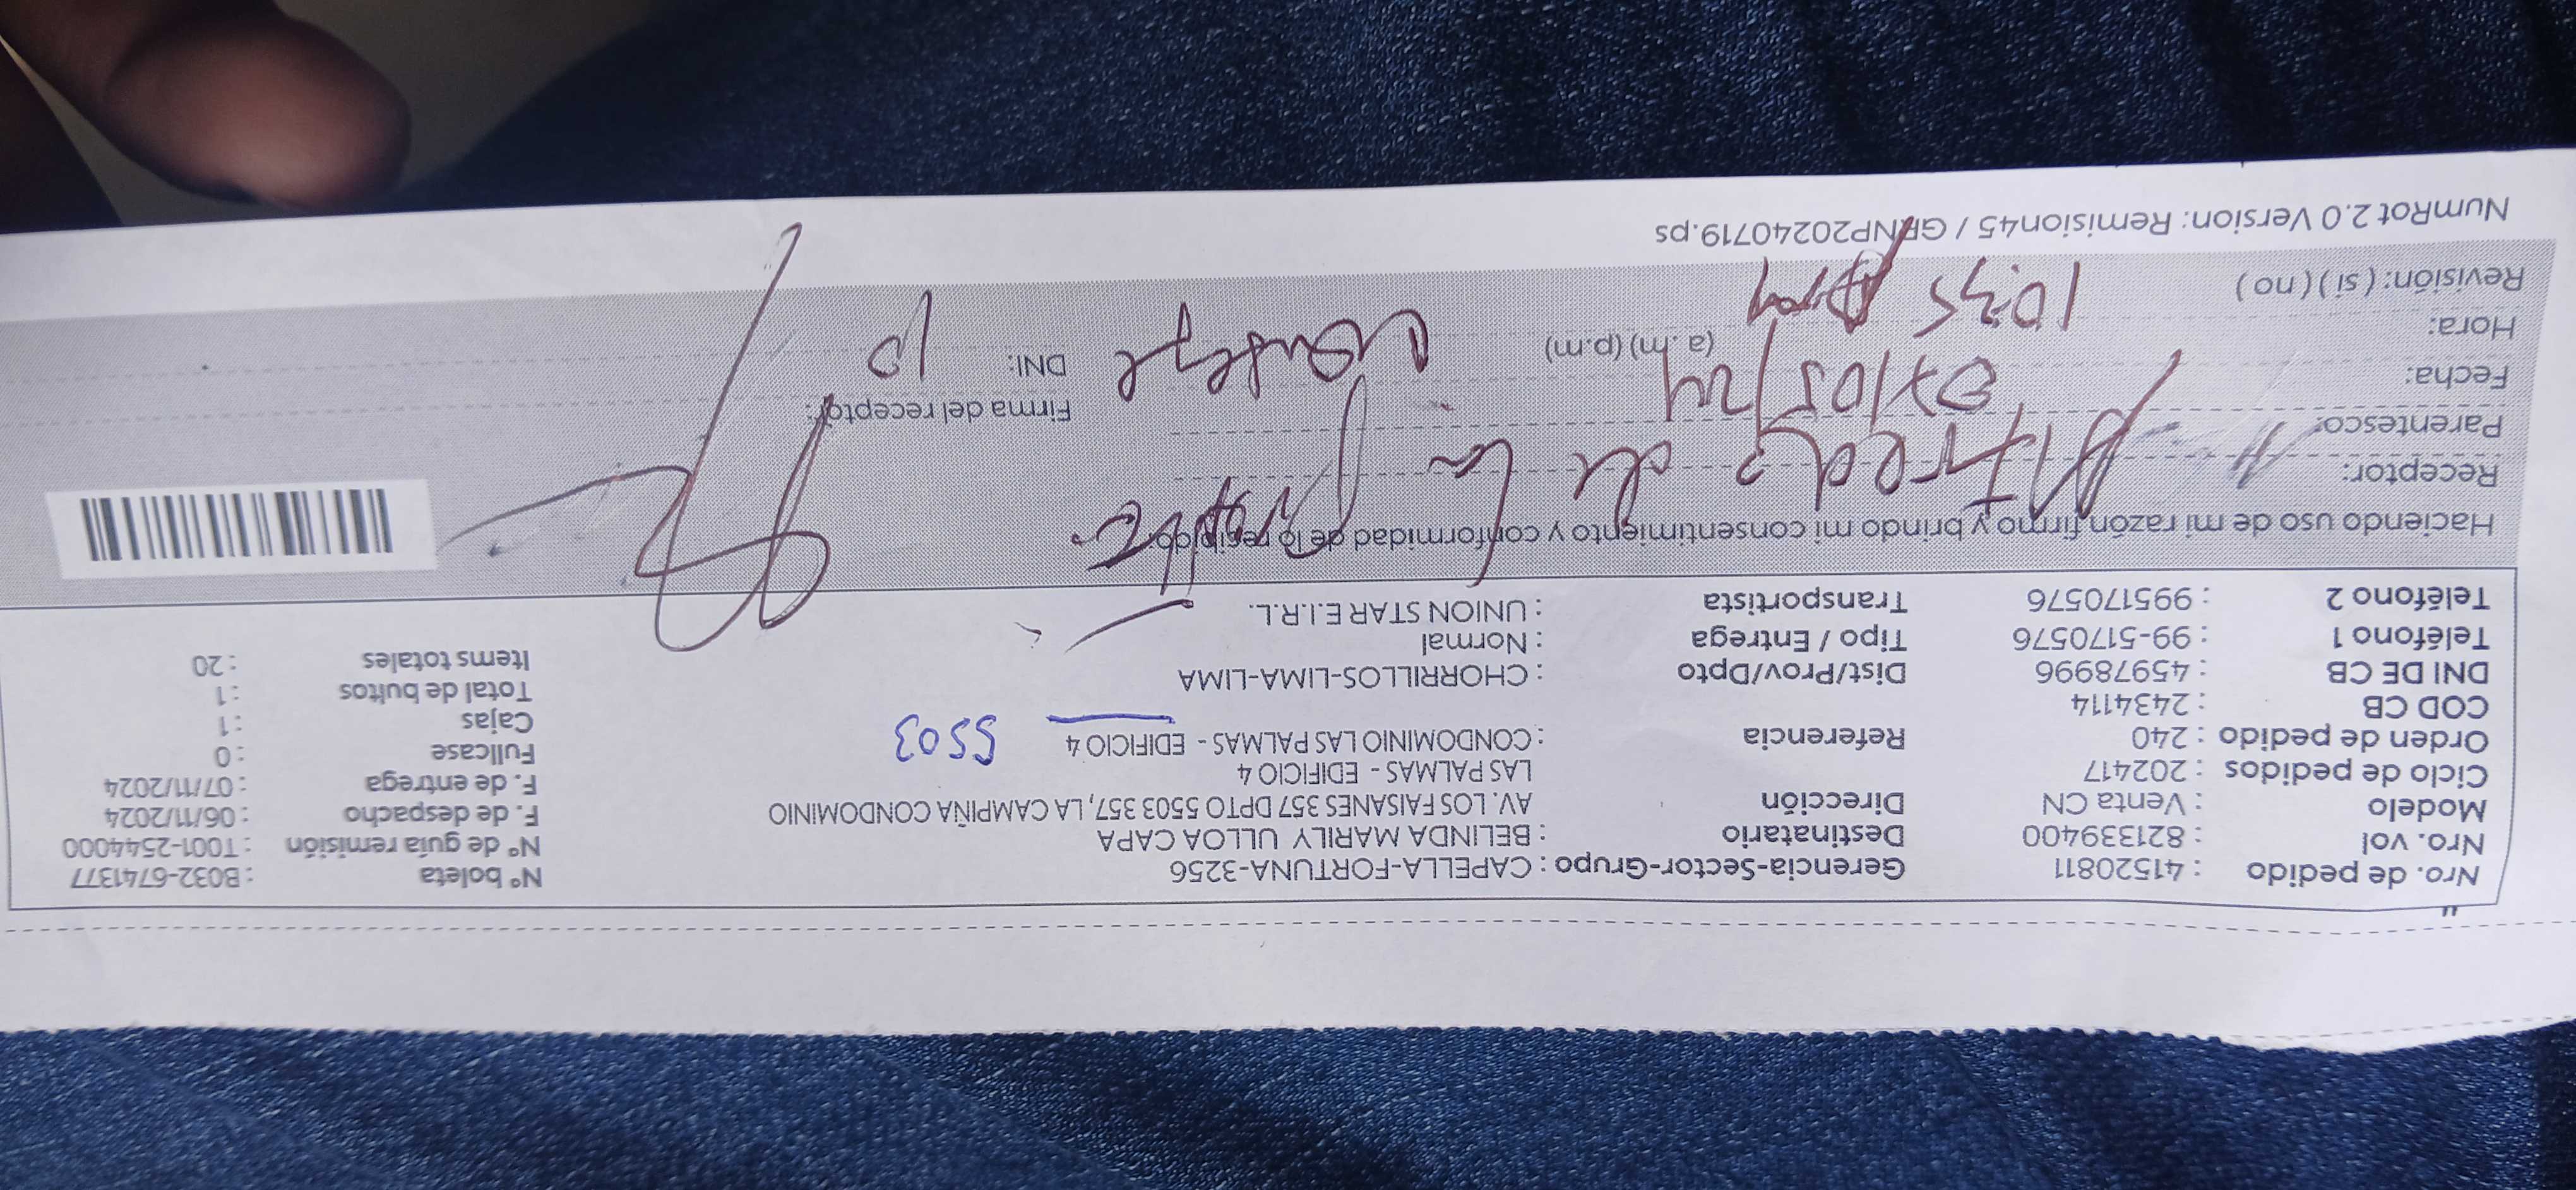 Nro. de pedido : 41520811 Gerencia-Sector-Grupo : CAPELLA-FORTUNA-3256 N° boleta : B032-6741377
Nro. vol : 821339400 Destinatario : BELINDA MARILY ULLOA CAPA N° de guía remisión : T001-2544000
Modelo : Venta CN Dirección AV. LOS FAISANES 357 DPTO 5503 357, LA CAMPIÑA CONDOMINIO F. de despacho : 06/11/2024
Ciclo de pedidos : 202417 LAS PALMAS - EDIFICIO 4 F. de entrega : 07/11/2024
Orden de pedido : 240 Referencia : CONDOMINIO LAS PALMAS - EDIFICIO 4 5503 Fullcase : 0
COD CB : 2434114 Cajas : 1
DNI DE CB : 45978996 Dist/Prov/Dpto : CHORRILLOS-LIMA-LIMA Total de bultos : 1
Teléfono 1 : 99-5170576 Tipo / Entrega : Normal Items totales : 20
Teléfono 2 : 995170576 Transportista : UNION STAR E.I.R.L.
Haciendo uso de mi razón firmo y brindo mi consentimiento y conformidad de lo recibido.
Receptor: Alfredo de la
Parentesco:
Firma del receptor:
Fecha:
Hora: 10:35 (a.m) (p.m) DNI:
Revisión: ( si ) ( no )
NumRot 2.0 Version: Remision45 / GRNP20240719.ps